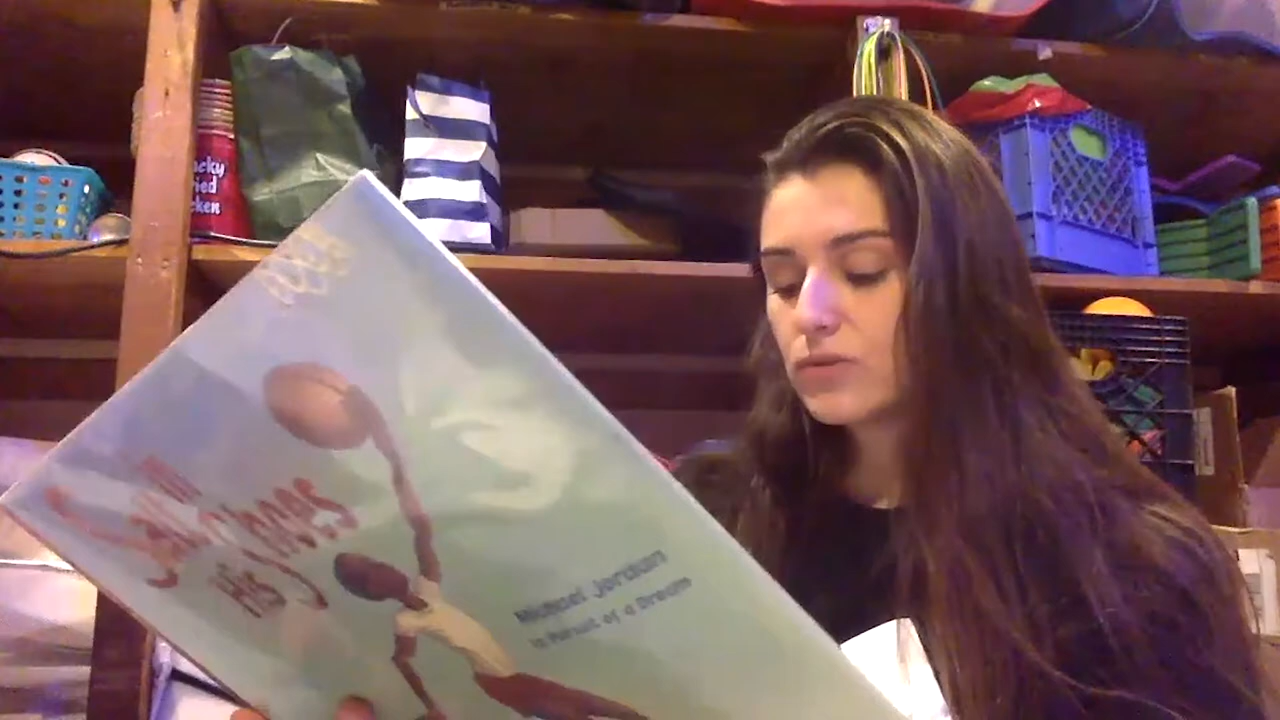 Salt in
His Shoes
Michael Jordan
in Pursuit of a Dream